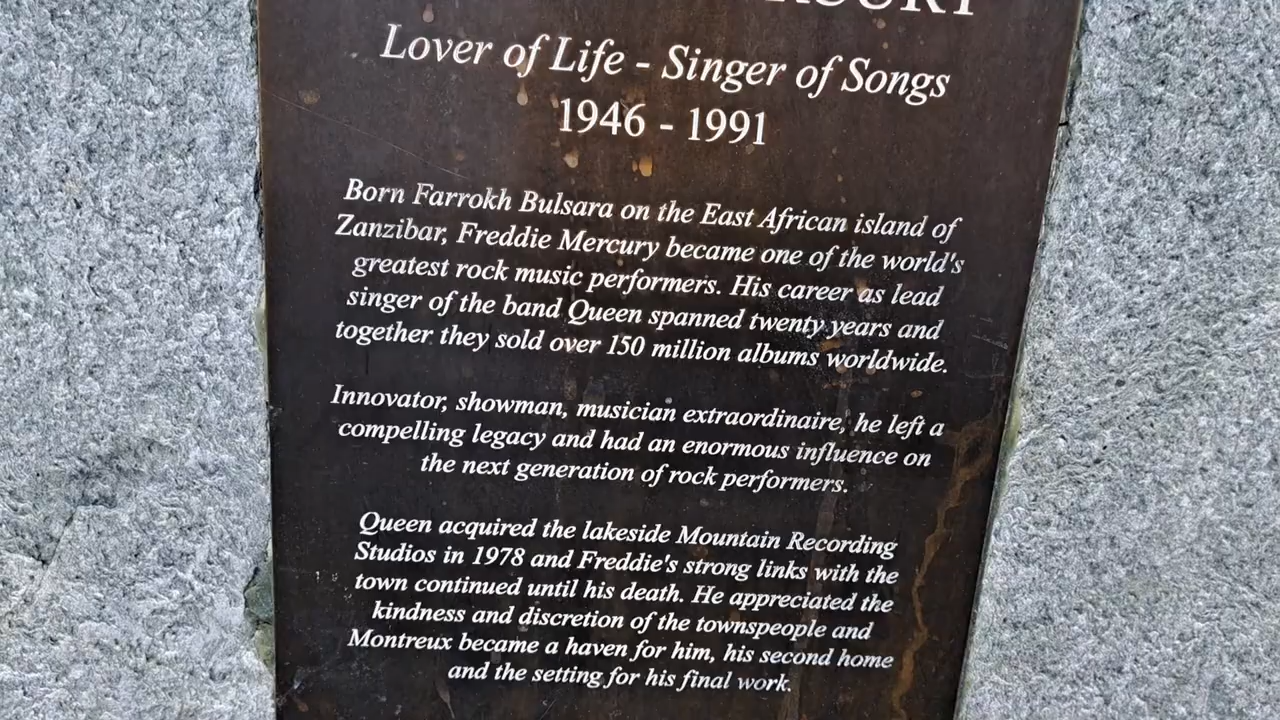 Lover of Life - Singer of Songs
1946 - 1991
Born Farrokh Bulsara on the East African island of
Zanzibar, Freddie Mercury became one of the world's
greatest rock music performers. His career as lead
singer of the band Queen spanned twenty years and
together they sold over 150 million albums worldwide.
Innovator, showman, musician extraordinaire, he left a
compelling legacy and had an enormous influence on
the next generation of rock performers.
Queen acquired the lakeside Mountain Recording
Studios in 1978 and Freddie's strong links with the
town continued until his death. He appreciated the
kindness and discretion of the townspeople and
Montreux became a haven for him, his second home
and the setting for his final work.